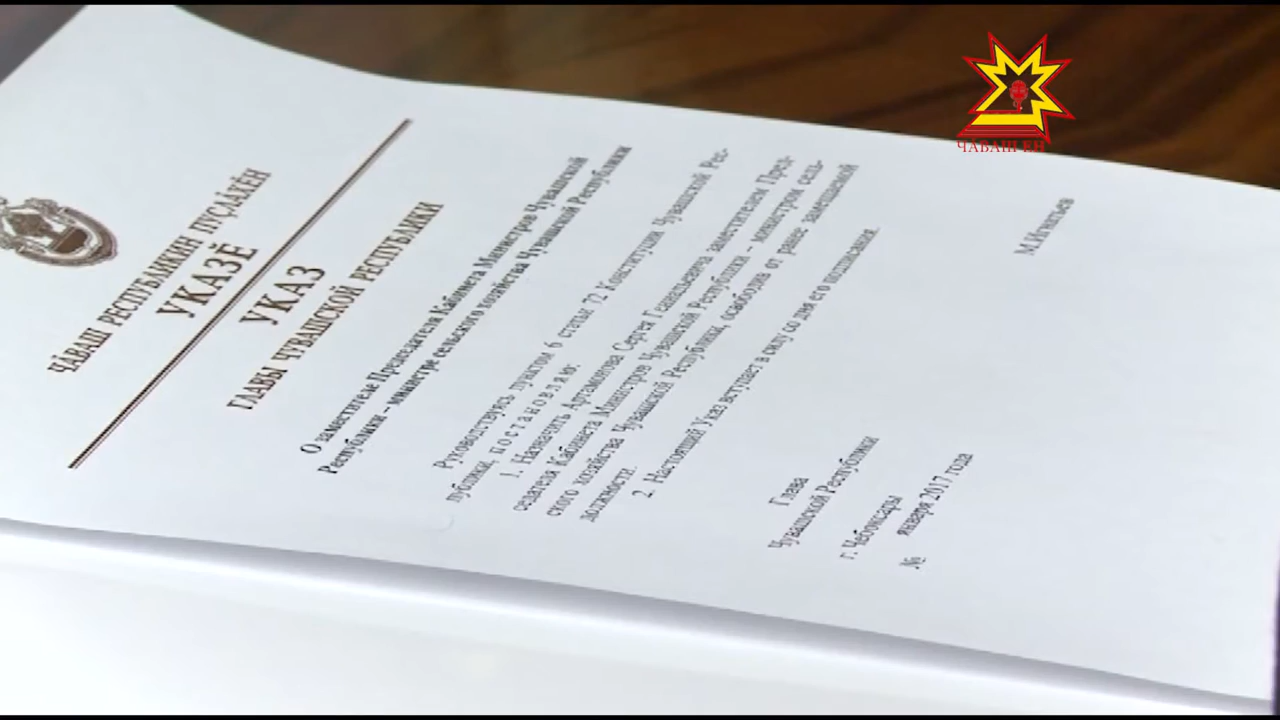 ЧӐВАШ РЕСПУБЛИКИН ПУҪЛӐХӖН
УКАЗӖ
УКАЗ
ГЛАВЫ ЧУВАШСКОЙ РЕСПУБЛИКИ
О заместителе Председателя Кабинета Министров Чувашской
Республики – министре сельского хозяйства Чувашской Республики
Руководствуясь пунктом 6 статьи 72 Конституции Чувашской Рес-
публики, п о с т а н о в л я ю:
1. Назначить Артамонова Сергея Геннадьевича заместителем Пред-
седателя Кабинета Министров Чувашской Республики – министром сель-
ского хозяйства Чувашской Республики, освободив от ранее замещаемой
должности.
2. Настоящий Указ вступает в силу со дня его подписания.
Глава
Чувашской Республики М.Игнатьев
г. Чебоксары
января 2017 года
№
ЧӐВАШ ЕН